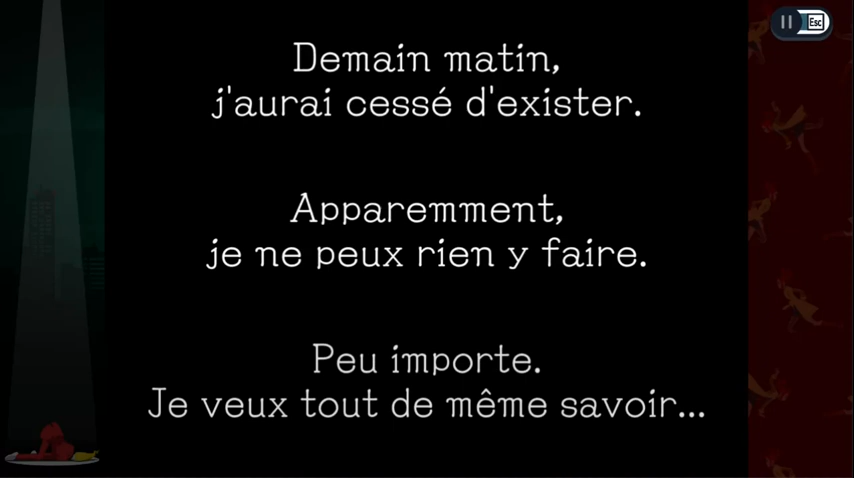 Esc
Demain matin,
j'aurai cessé d'exister.
Apparemment,
je ne peux rien y faire.
Peu importe.
Je veux tout de même savoir...